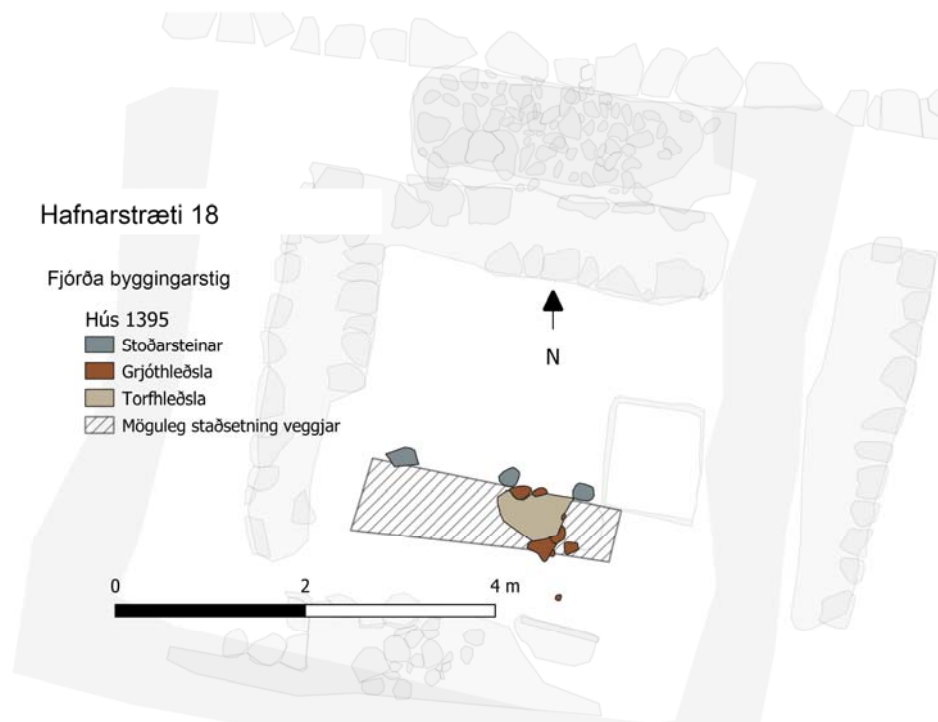 Hafnarstræti 18
Fjórða byggingarstig
Hús 1395
Stoðarsteinar
Grjóthleðsla
Torfhleðsla
Möguleg staðsetning veggjar
N
0 2 4 m